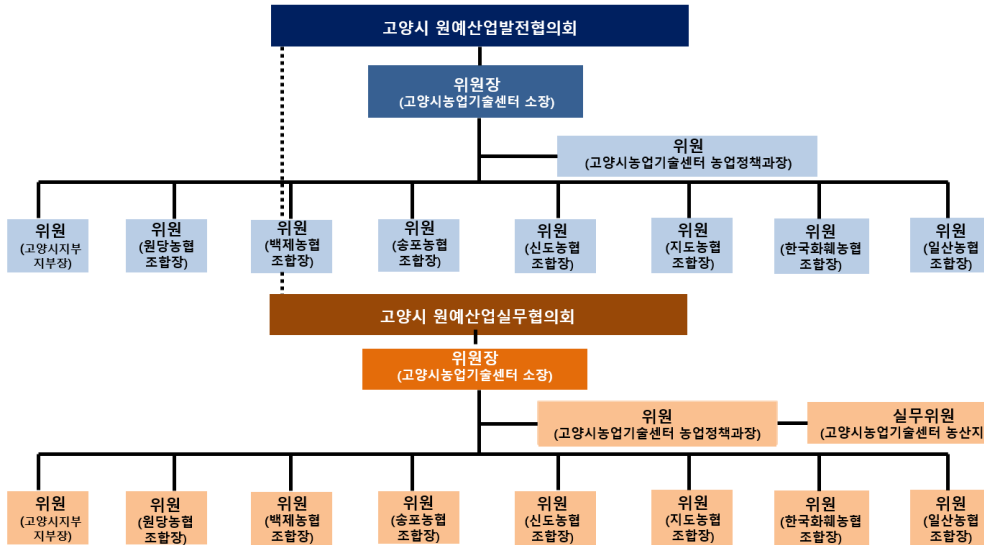 고양시 원예산업발전협의회
위원장
(고양시농업기술센터 소장)
위원
(고양시농업기술센터 농업정책과장)
위원
(고양시지부
지부장)
위원
(원당농협
조합장)
위원
(백제농협
조합장)
위원
(송포농협
조합장)
위원
(신도농협
조합장)
위원
(지도농협
조합장)
위원
(한국화훼농협
조합장)
위원
(일산농협
조합장)
고양시 원예산업실무협의회
위원장
(고양시농업기술센터 소장)
위원
(고양시농업기술센터 농업정책과장)
실무위원
(고양시농업기술센터 농산지
위원
(고양시지부
지부장)
위원
(원당농협
조합장)
위원
(백제농협
조합장)
위원
(송포농협
조합장)
위원
(신도농협
조합장)
위원
(지도농협
조합장)
위원
(한국화훼농협
조합장)
위원
(일산농협
조합장)